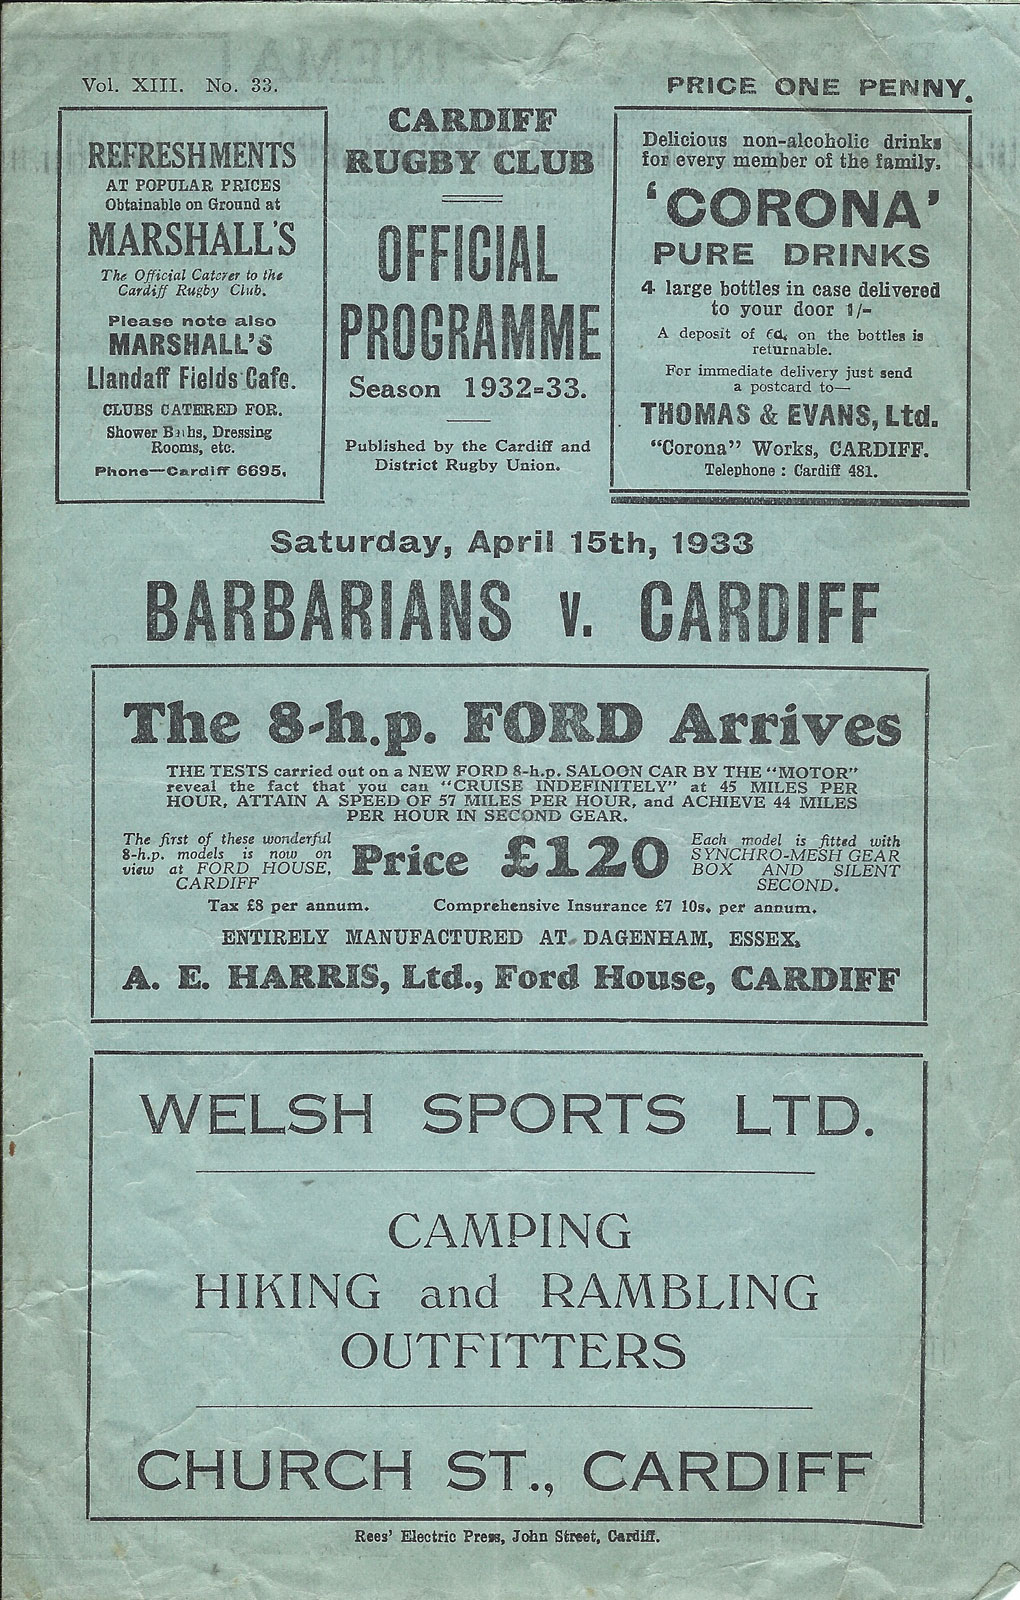 Vol. XIII. No. 33.
PRICE ONE PENNY.
REFRESHMENTS
AT POPULAR PRICES
Obtainable on Ground at
MARSHALL'S
The Official Caterer to the
Cardiff Rugby Club.
Please note also
MARSHALL'S
Llandaff Fields Cafe.
CLUBS CATERED FOR.
Shower Baths, Dressing
Rooms, etc.
Phone—Cardiff 6695.
CARDIFF
RUGBY CLUB
OFFICIAL
PROGRAMME
Season 1932-33.
Published by the Cardiff and
District Rugby Union.
Delicious non-alcoholic drinks
for every member of the family.
'CORONA'
PURE DRINKS
4 large bottles in case delivered
to your door 1/-
A deposit of 6d. on the bottles is
returnable.
For immediate delivery just send
a postcard to—
THOMAS & EVANS, Ltd.
"Corona" Works, CARDIFF.
Telephone : Cardiff 481.
Saturday, April 15th, 1933
BARBARIANS v. CARDIFF
The 8-h.p. FORD Arrives
THE TESTS carried out on a NEW FORD 8-h.p. SALOON CAR BY THE "MOTOR"
reveal the fact that you can "CRUISE INDEFINITELY" at 45 MILES PER
HOUR, ATTAIN A SPEED OF 57 MILES PER HOUR, and ACHIEVE 44 MILES
PER HOUR IN SECOND GEAR.
The first of these wonderful
8-h.p. models is now on
view at FORD HOUSE,
CARDIFF
Price £120
Each model is fitted with
SYNCHRO-MESH GEAR
BOX AND SILENT
SECOND.
Tax £8 per annum. Comprehensive Insurance £7 10s. per annum.
ENTIRELY MANUFACTURED AT DAGENHAM, ESSEX.
A. E. HARRIS, Ltd., Ford House, CARDIFF
WELSH SPORTS LTD.
CAMPING
HIKING and RAMBLING
OUTFITTERS
CHURCH ST., CARDIFF
Rees' Electric Press, John Street, Cardiff.